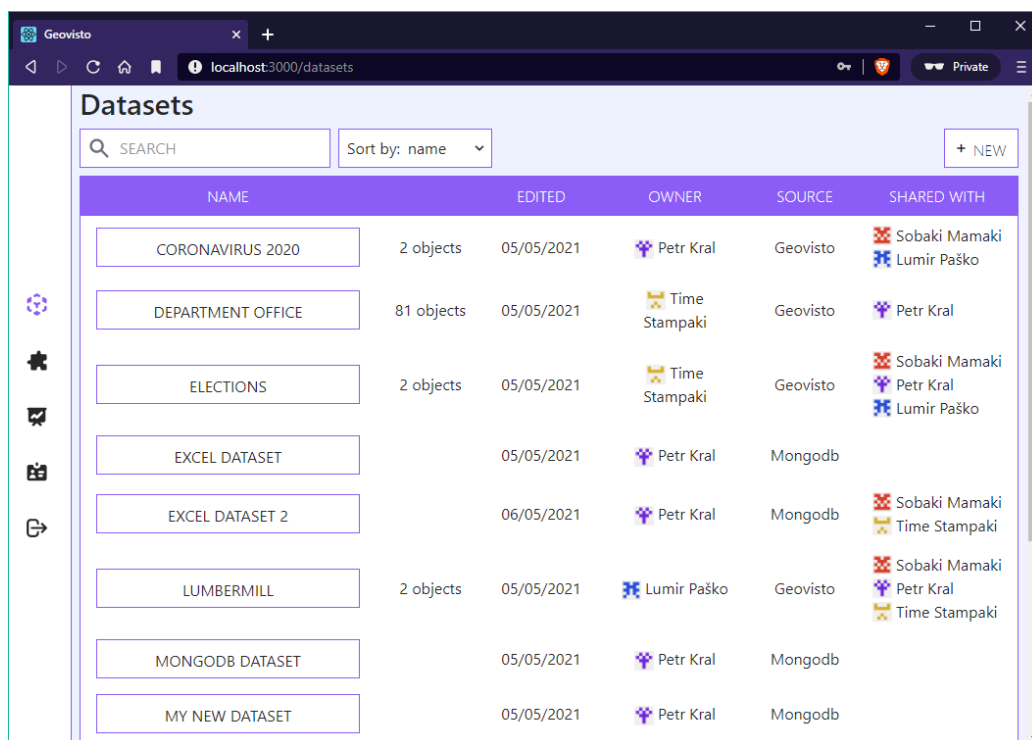 Geovisto
localhost:3000/datasets
Private
Datasets
SEARCH
Sort by: name
+ NEW
NAME EDITED OWNER SOURCE SHARED WITH
CORONAVIRUS 2020 2 objects 05/05/2021 Petr Kral Geovisto Sobaki Mamaki
Lumir Paško
DEPARTMENT OFFICE 81 objects 05/05/2021 Time Stampaki Geovisto Petr Kral
ELECTIONS 2 objects 05/05/2021 Time Stampaki Geovisto Sobaki Mamaki
Petr Kral
Lumir Paško
EXCEL DATASET 05/05/2021 Petr Kral Mongodb
EXCEL DATASET 2 06/05/2021 Petr Kral Mongodb Sobaki Mamaki
Time Stampaki
LUMBERMILL 2 objects 05/05/2021 Lumir Paško Geovisto Sobaki Mamaki
Petr Kral
Time Stampaki
MONGODB DATASET 05/05/2021 Petr Kral Mongodb
MY NEW DATASET 05/05/2021 Petr Kral Mongodb